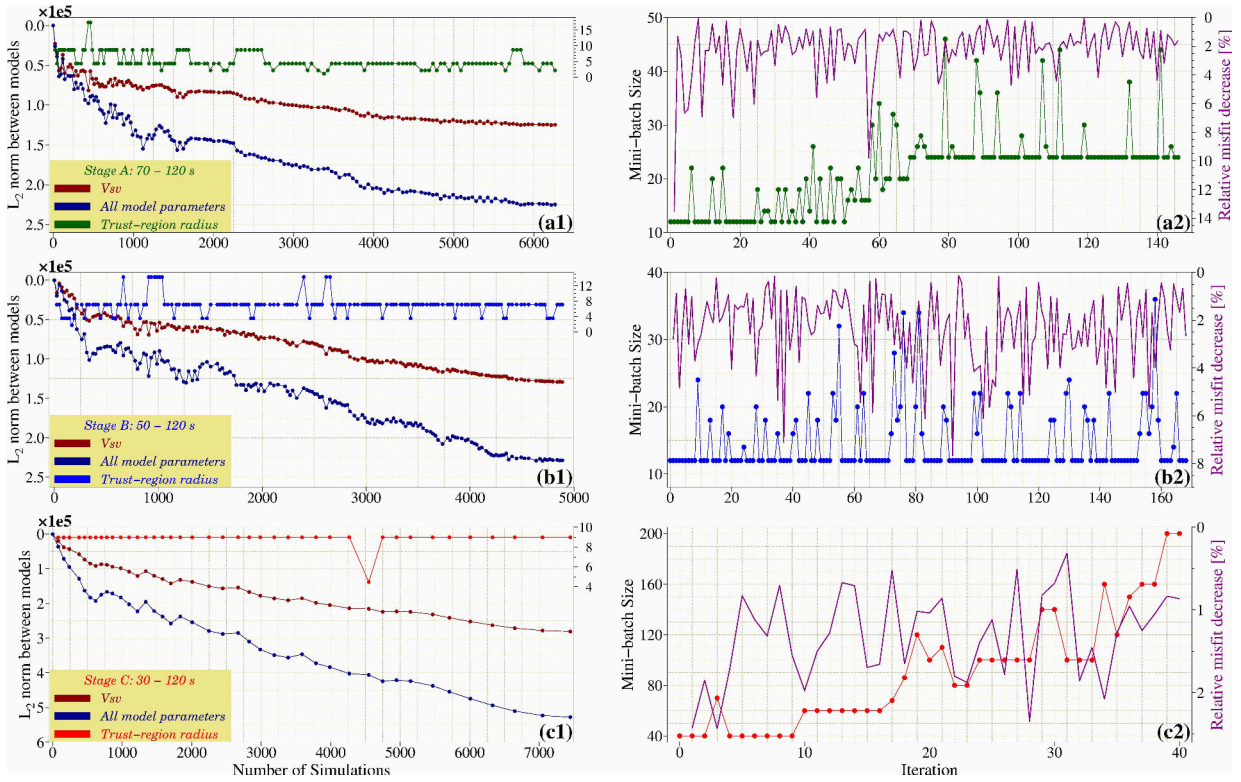 ×1e5
L2 norm between models
0.0
0.5
1.0
1.5
2.0
2.5
15
10
5
0
Stage A: 70 − 120 s
Vsv
All model parameters
Trust−region radius
(a1)
0 1000 2000 3000 4000 5000 6000
Mini−batch Size
50
40
30
20
10
0
2
4
6
8
10
12
14
Relative misfit decrease [%]
(a2)
0 20 40 60 80 100 120 140
×1e5
L2 norm between models
0.0
0.5
1.0
1.5
2.0
2.5
12
8
4
0
Stage B: 50 − 120 s
Vsv
All model parameters
Trust−region radius
(b1)
0 1000 2000 3000 4000 5000
Mini−batch Size
40
30
20
10
0
2
4
6
8
Relative misfit decrease [%]
(b2)
0 20 40 60 80 100 120 140 160
×1e5
L2 norm between models
0
1
2
3
4
5
6
10
8
6
4
Stage C: 30 − 120 s
Vsv
All model parameters
Trust−region radius
(c1)
0 1000 2000 3000 4000 5000 6000 7000
Number of Simulations
Mini−batch Size
200
160
120
80
40
0
1
2
Relative misfit decrease [%]
(c2)
0 10 20 30 40
Iteration